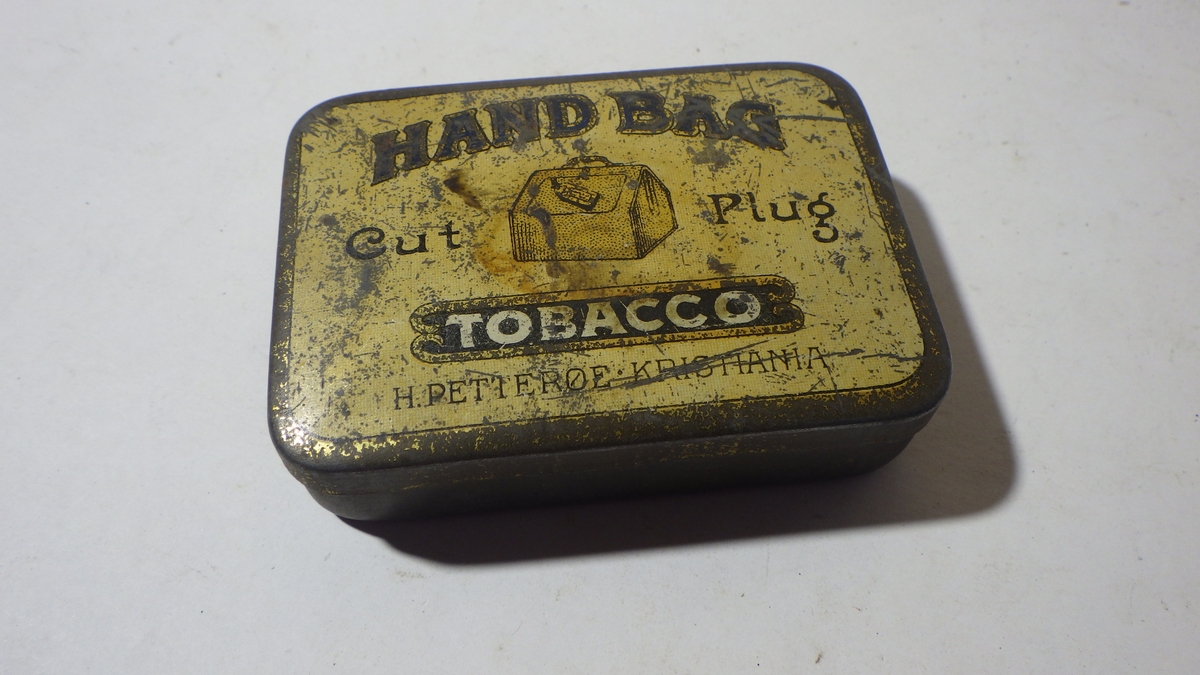 HAND BAG
Cut Plug
TOBACCO
H. PETTERØE · KRISTIANIA